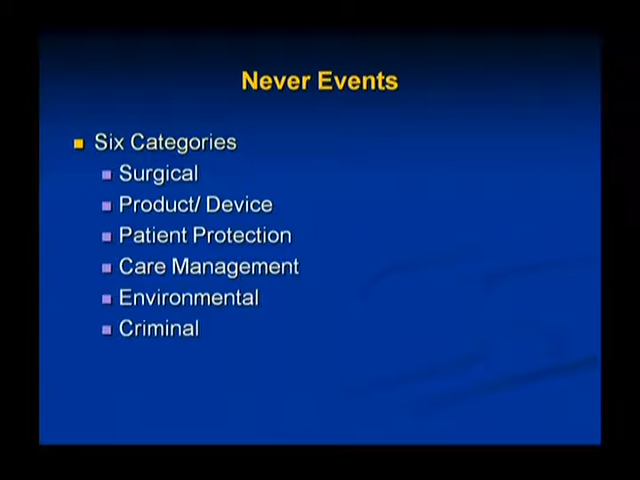 Never Events
Six Categories
Surgical
Product/ Device
Patient Protection
Care Management
Environmental
Criminal